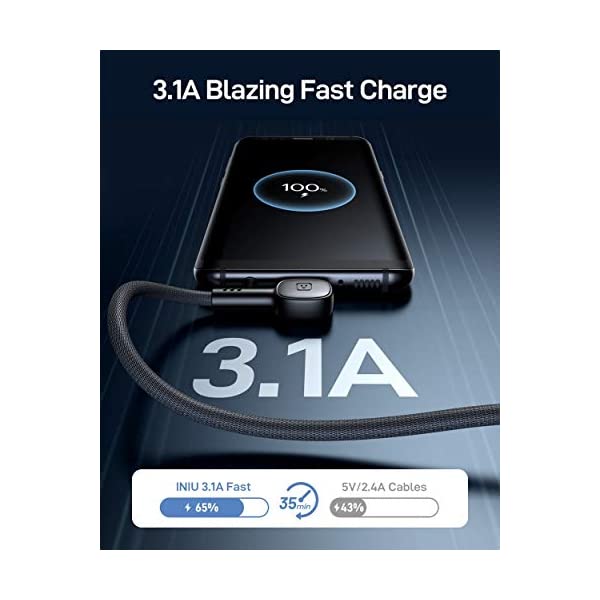 3.1A Blazing Fast Charge
100%
3.1A
INIU 3.1A Fast
65%
35min
5V/2.4A Cables
43%